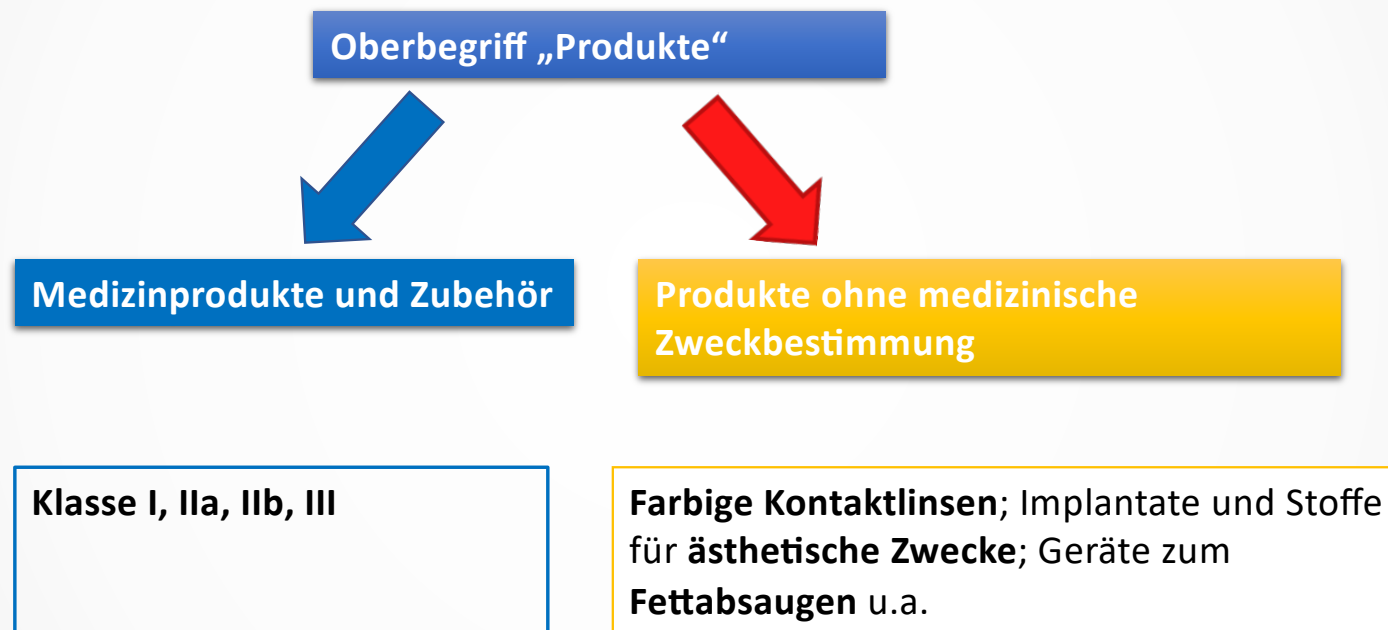 Oberbegriff „Produkte“
Medizinprodukte und Zubehör
Produkte ohne medizinische
Zweckbestimmung
Klasse I, IIa, IIb, III
Farbige Kontaktlinsen; Implantate und Stoffe
für ästhetische Zwecke; Geräte zum
Fettabsaugen u.a.